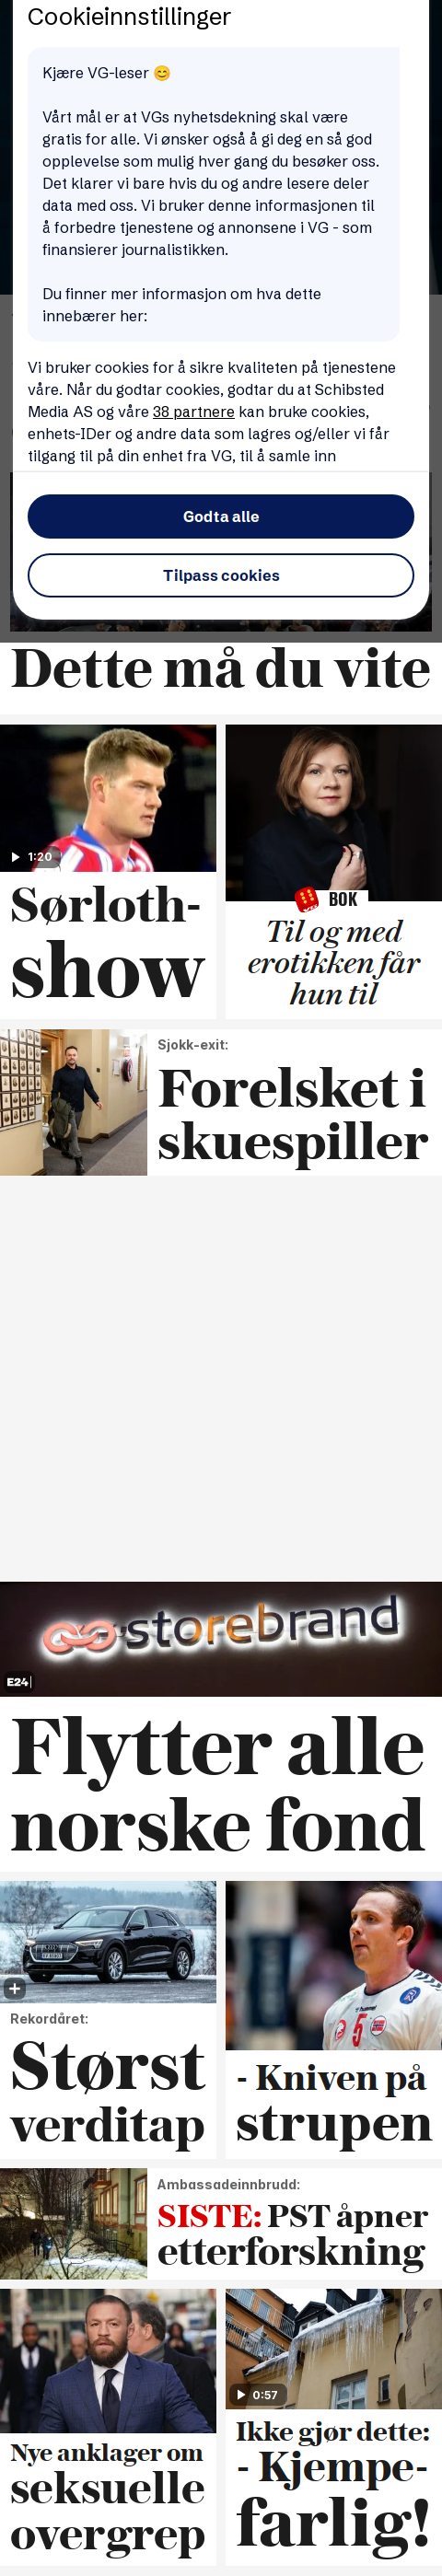 Cookieinnstillinger
Kjære VG-leser 😊
Vårt mål er at VGs nyhetsdekning skal være
gratis for alle. Vi ønsker også å gi deg en så god
opplevelse som mulig hver gang du besøker oss.
Det klarer vi bare hvis du og andre lesere deler
data med oss. Vi bruker denne informasjonen til
å forbedre tjenestene og annonsene i VG - som
finansierer journalistikken.
Du finner mer informasjon om hva dette
innebærer her:
Vi bruker cookies for å sikre kvaliteten på tjenestene
våre. Når du godtar cookies, godtar du at Schibsted
Media AS og våre 38 partnere kan bruke cookies,
enhets-IDer og andre data som lagres og/eller vi får
tilgang til på din enhet fra VG, til å samle inn
Godta alle
Tilpass cookies
Dette må du vite
1:20
Sørloth-
show
BOK
Til og med
erotikken får
hun til
Sjokk-exit:
Forelsket i
skuespiller
storebrand
E24
Flytter alle
norske fond
Rekordåret:
Størst
verditap
5
- Kniven på
strupen
Ambassadeinnbrudd:
SISTE: PST åpner
etterforskning
Nye anklager om
seksuelle
overgrep
0:57
Ikke gjør dette:
- Kjempe-
farlig!